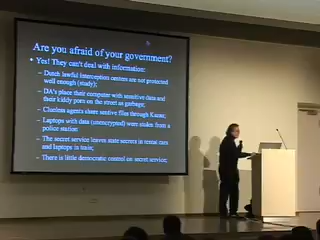 Are you afraid of your government?
• Yes! They can't deal with information:
– Dutch lawful interception centers are not protected
well enough (study);
– DA's place their computer with sensitive data and
their kiddy porn on the street as garbage;
– Clueless agents share sentive files through Kazaa;
– Laptops with data (unencrypted) were stolen from a
police station
– The secret service leaves state secrets in rental cars
and laptops in train;
– There is little democratic control on secret service;